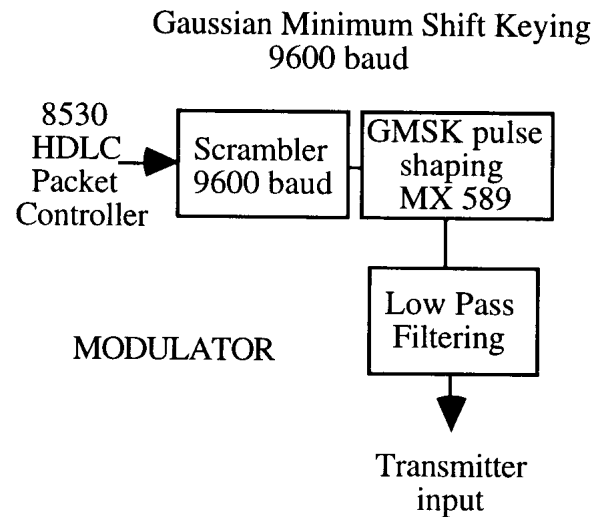 Gaussian Minimum Shift Keying
9600 baud
8530
HDLC
Packet
Controller
Scrambler
9600 baud
GMSK pulse
shaping
MX 589
Low Pass
Filtering
MODULATOR
Transmitter
input